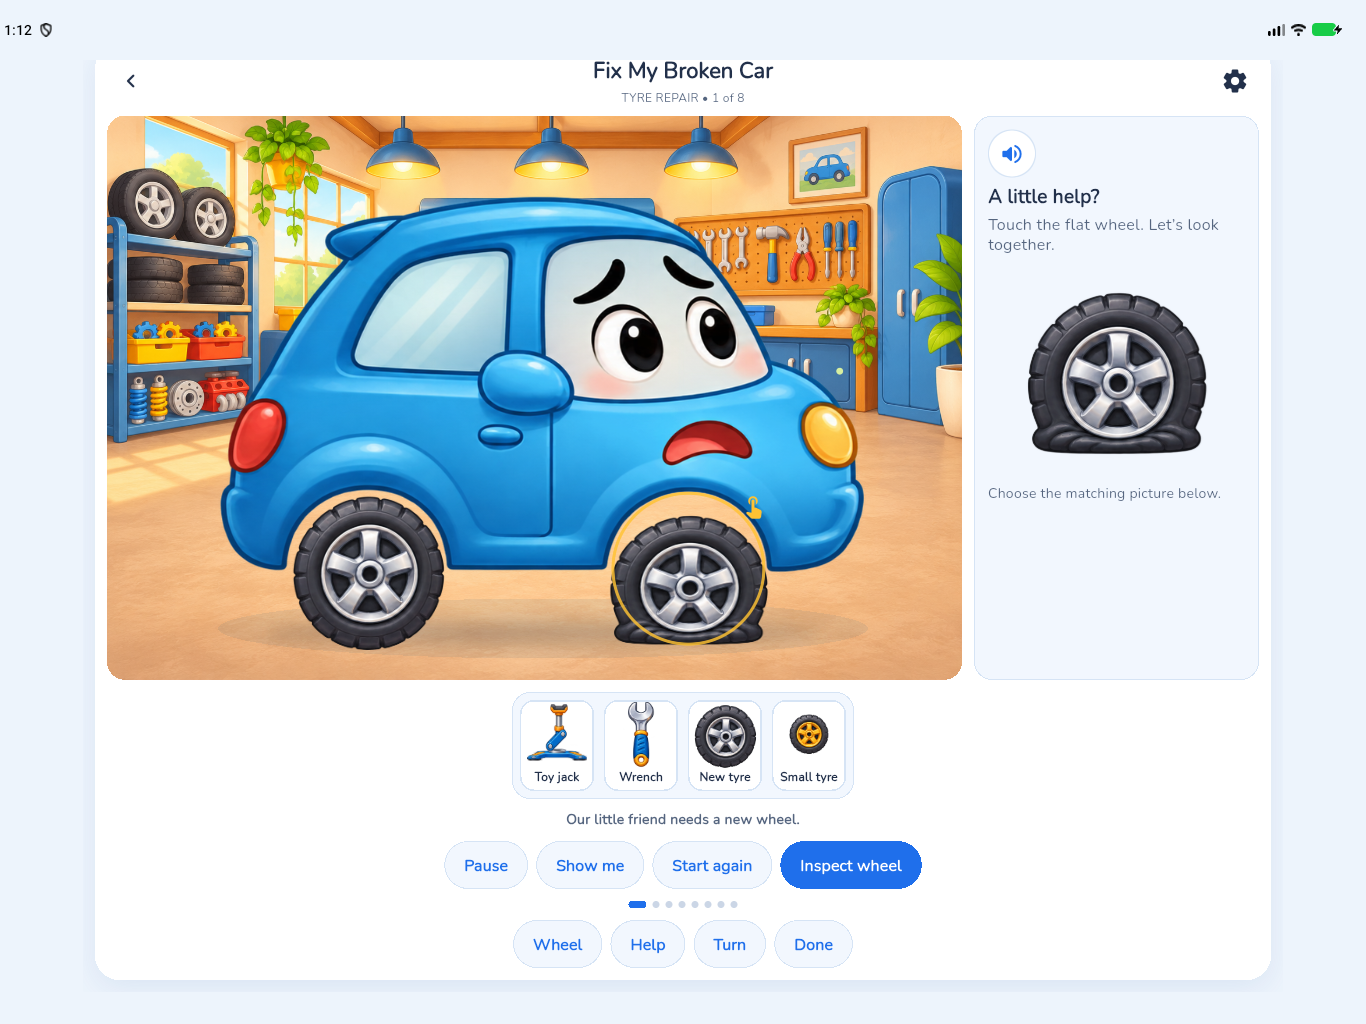 1:12
Fix My Broken Car
TYRE REPAIR • 1 of 8
A little help?
Touch the flat wheel. Let's look
together.
Choose the matching picture below.
Toy jack
Wrench
New tyre
Small tyre
Our little friend needs a new wheel.
Pause
Show me
Start again
Inspect wheel
Wheel
Help
Turn
Done